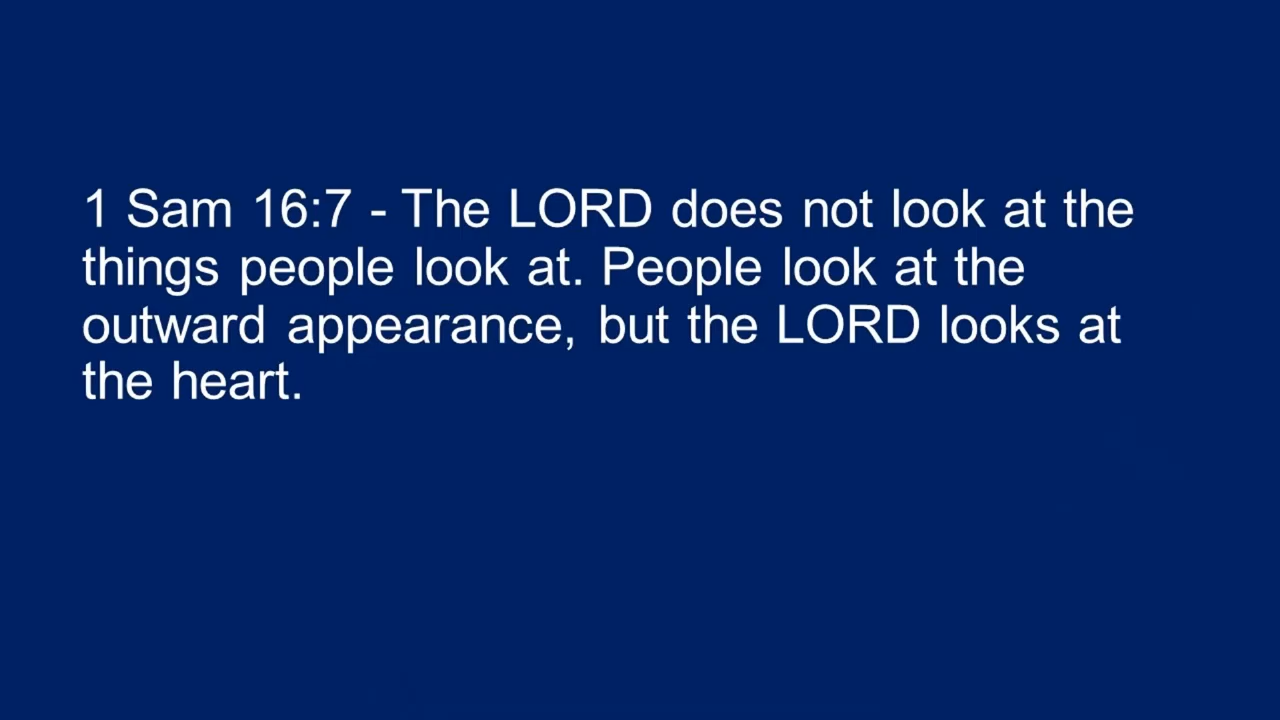 1 Sam 16:7 - The LORD does not look at the
things people look at. People look at the
outward appearance, but the LORD looks at
the heart.